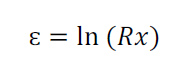 ε = ln (Rx)